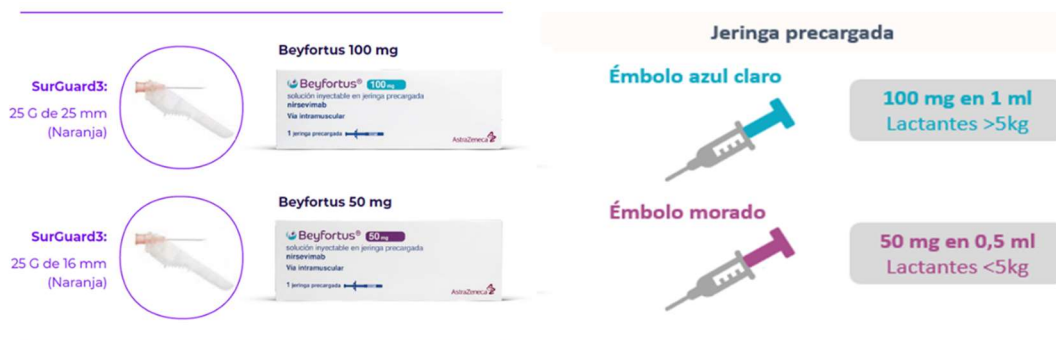 Beyfortus 100 mg
SurGuard3:
25 G de 25 mm
(Naranja)
Beyfortus® 100 mg
solución inyectable en jeringa precargada
nirsevimab
Vía intramuscular
1 jeringa precargada
AstraZeneca
Beyfortus 50 mg
SurGuard3:
25 G de 16 mm
(Naranja)
Beyfortus® 50 mg
solución inyectable en jeringa precargada
nirsevimab
Vía intramuscular
1 jeringa precargada
AstraZeneca
Jeringa precargada
Émbolo azul claro
100 mg en 1 ml
Lactantes >5kg
Émbolo morado
50 mg en 0,5 ml
Lactantes <5kg